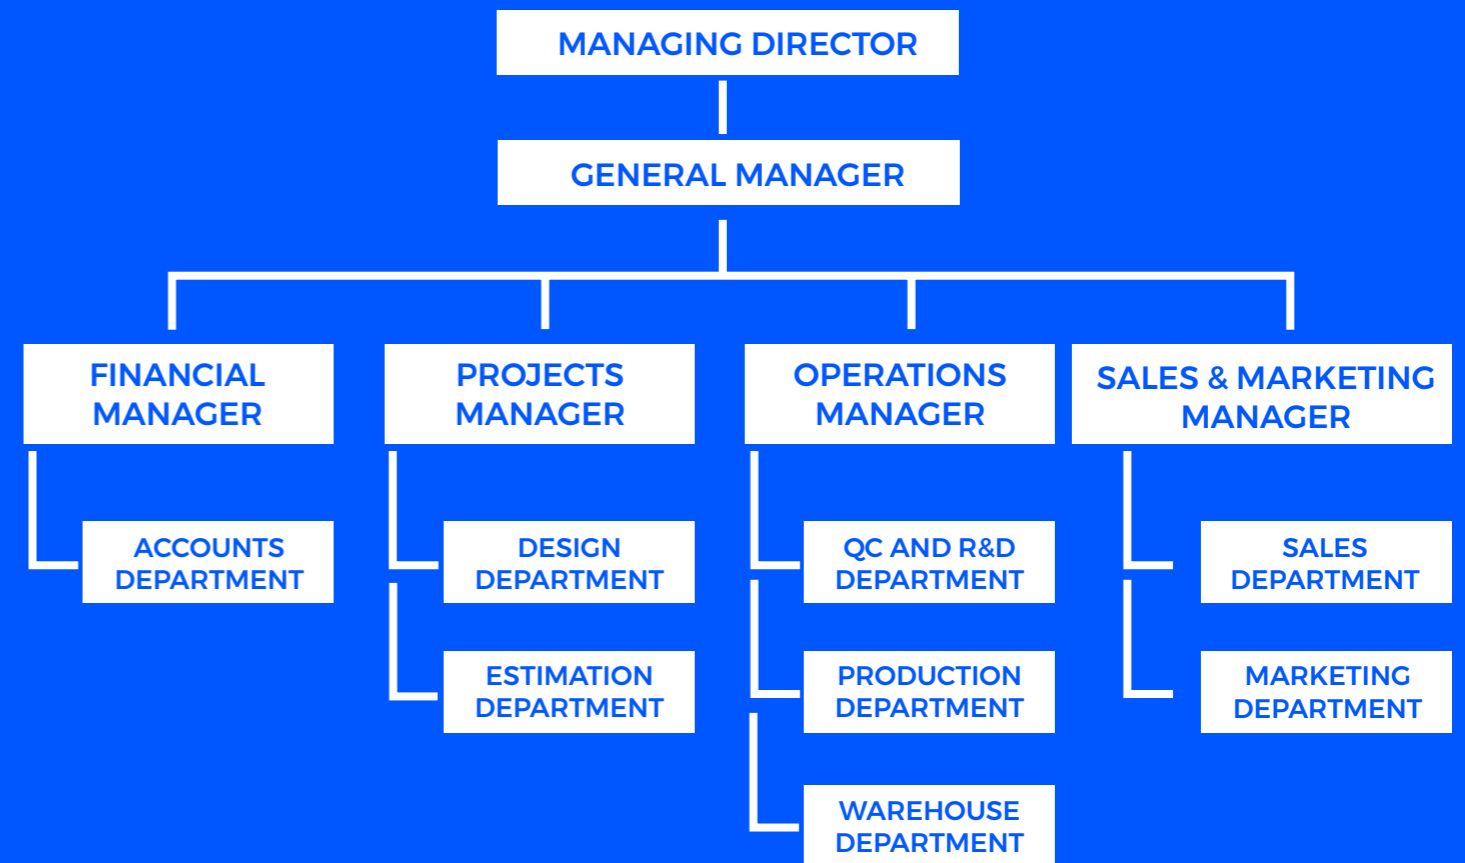 MANAGING DIRECTOR
GENERAL MANAGER
FINANCIAL
MANAGER
PROJECTS
MANAGER
OPERATIONS
MANAGER
SALES & MARKETING
MANAGER
ACCOUNTS
DEPARTMENT
DESIGN
DEPARTMENT
QC AND R&D
DEPARTMENT
SALES
DEPARTMENT
ESTIMATION
DEPARTMENT
PRODUCTION
DEPARTMENT
MARKETING
DEPARTMENT
WAREHOUSE
DEPARTMENT